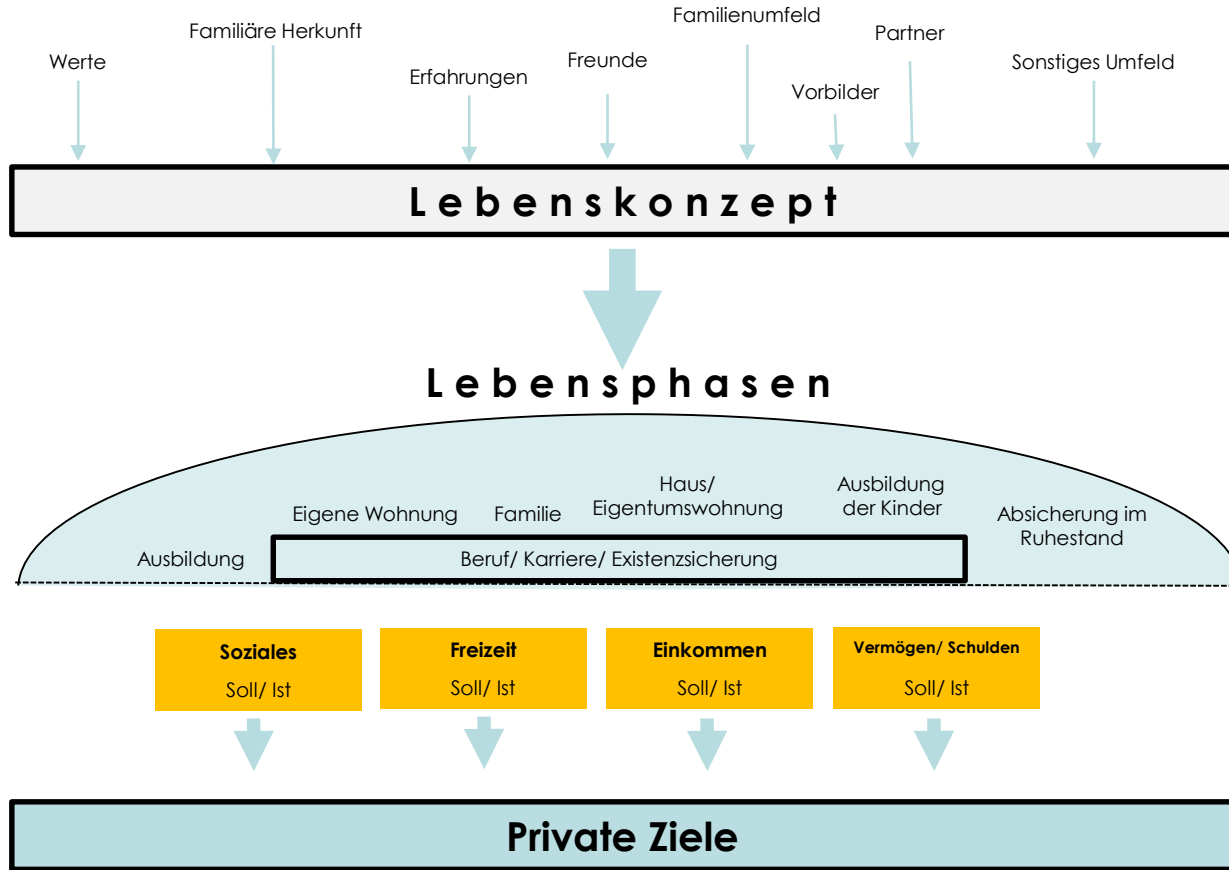 Werte
Familiäre Herkunft
Erfahrungen
Freunde
Familienumfeld
Vorbilder
Partner
Sonstiges Umfeld
Lebenskonzept
Lebensphasen
Ausbildung
Eigene Wohnung
Familie
Haus/
Eigentumswohnung
Ausbildung
der Kinder
Absicherung im
Ruhestand
Beruf/ Karriere/ Existenzsicherung
Soziales
Soll/ Ist
Freizeit
Soll/ Ist
Einkommen
Soll/ Ist
Vermögen/ Schulden
Soll/ Ist
Private Ziele